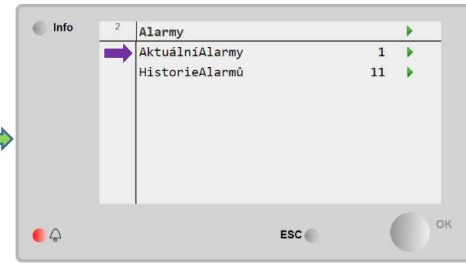 Info
2 Alarmy
AktuálníAlarmy 1
HistorieAlarmů 11
ESC
OK